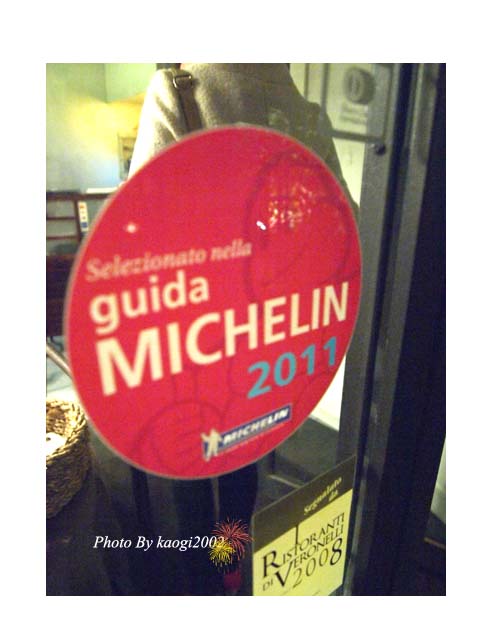 Selezionato nella
guida
MICHELIN
2011
MICHELIN
Segnalato
da
RISTORANTI
DI VERONELLI
2008
Photo By kaogi2002